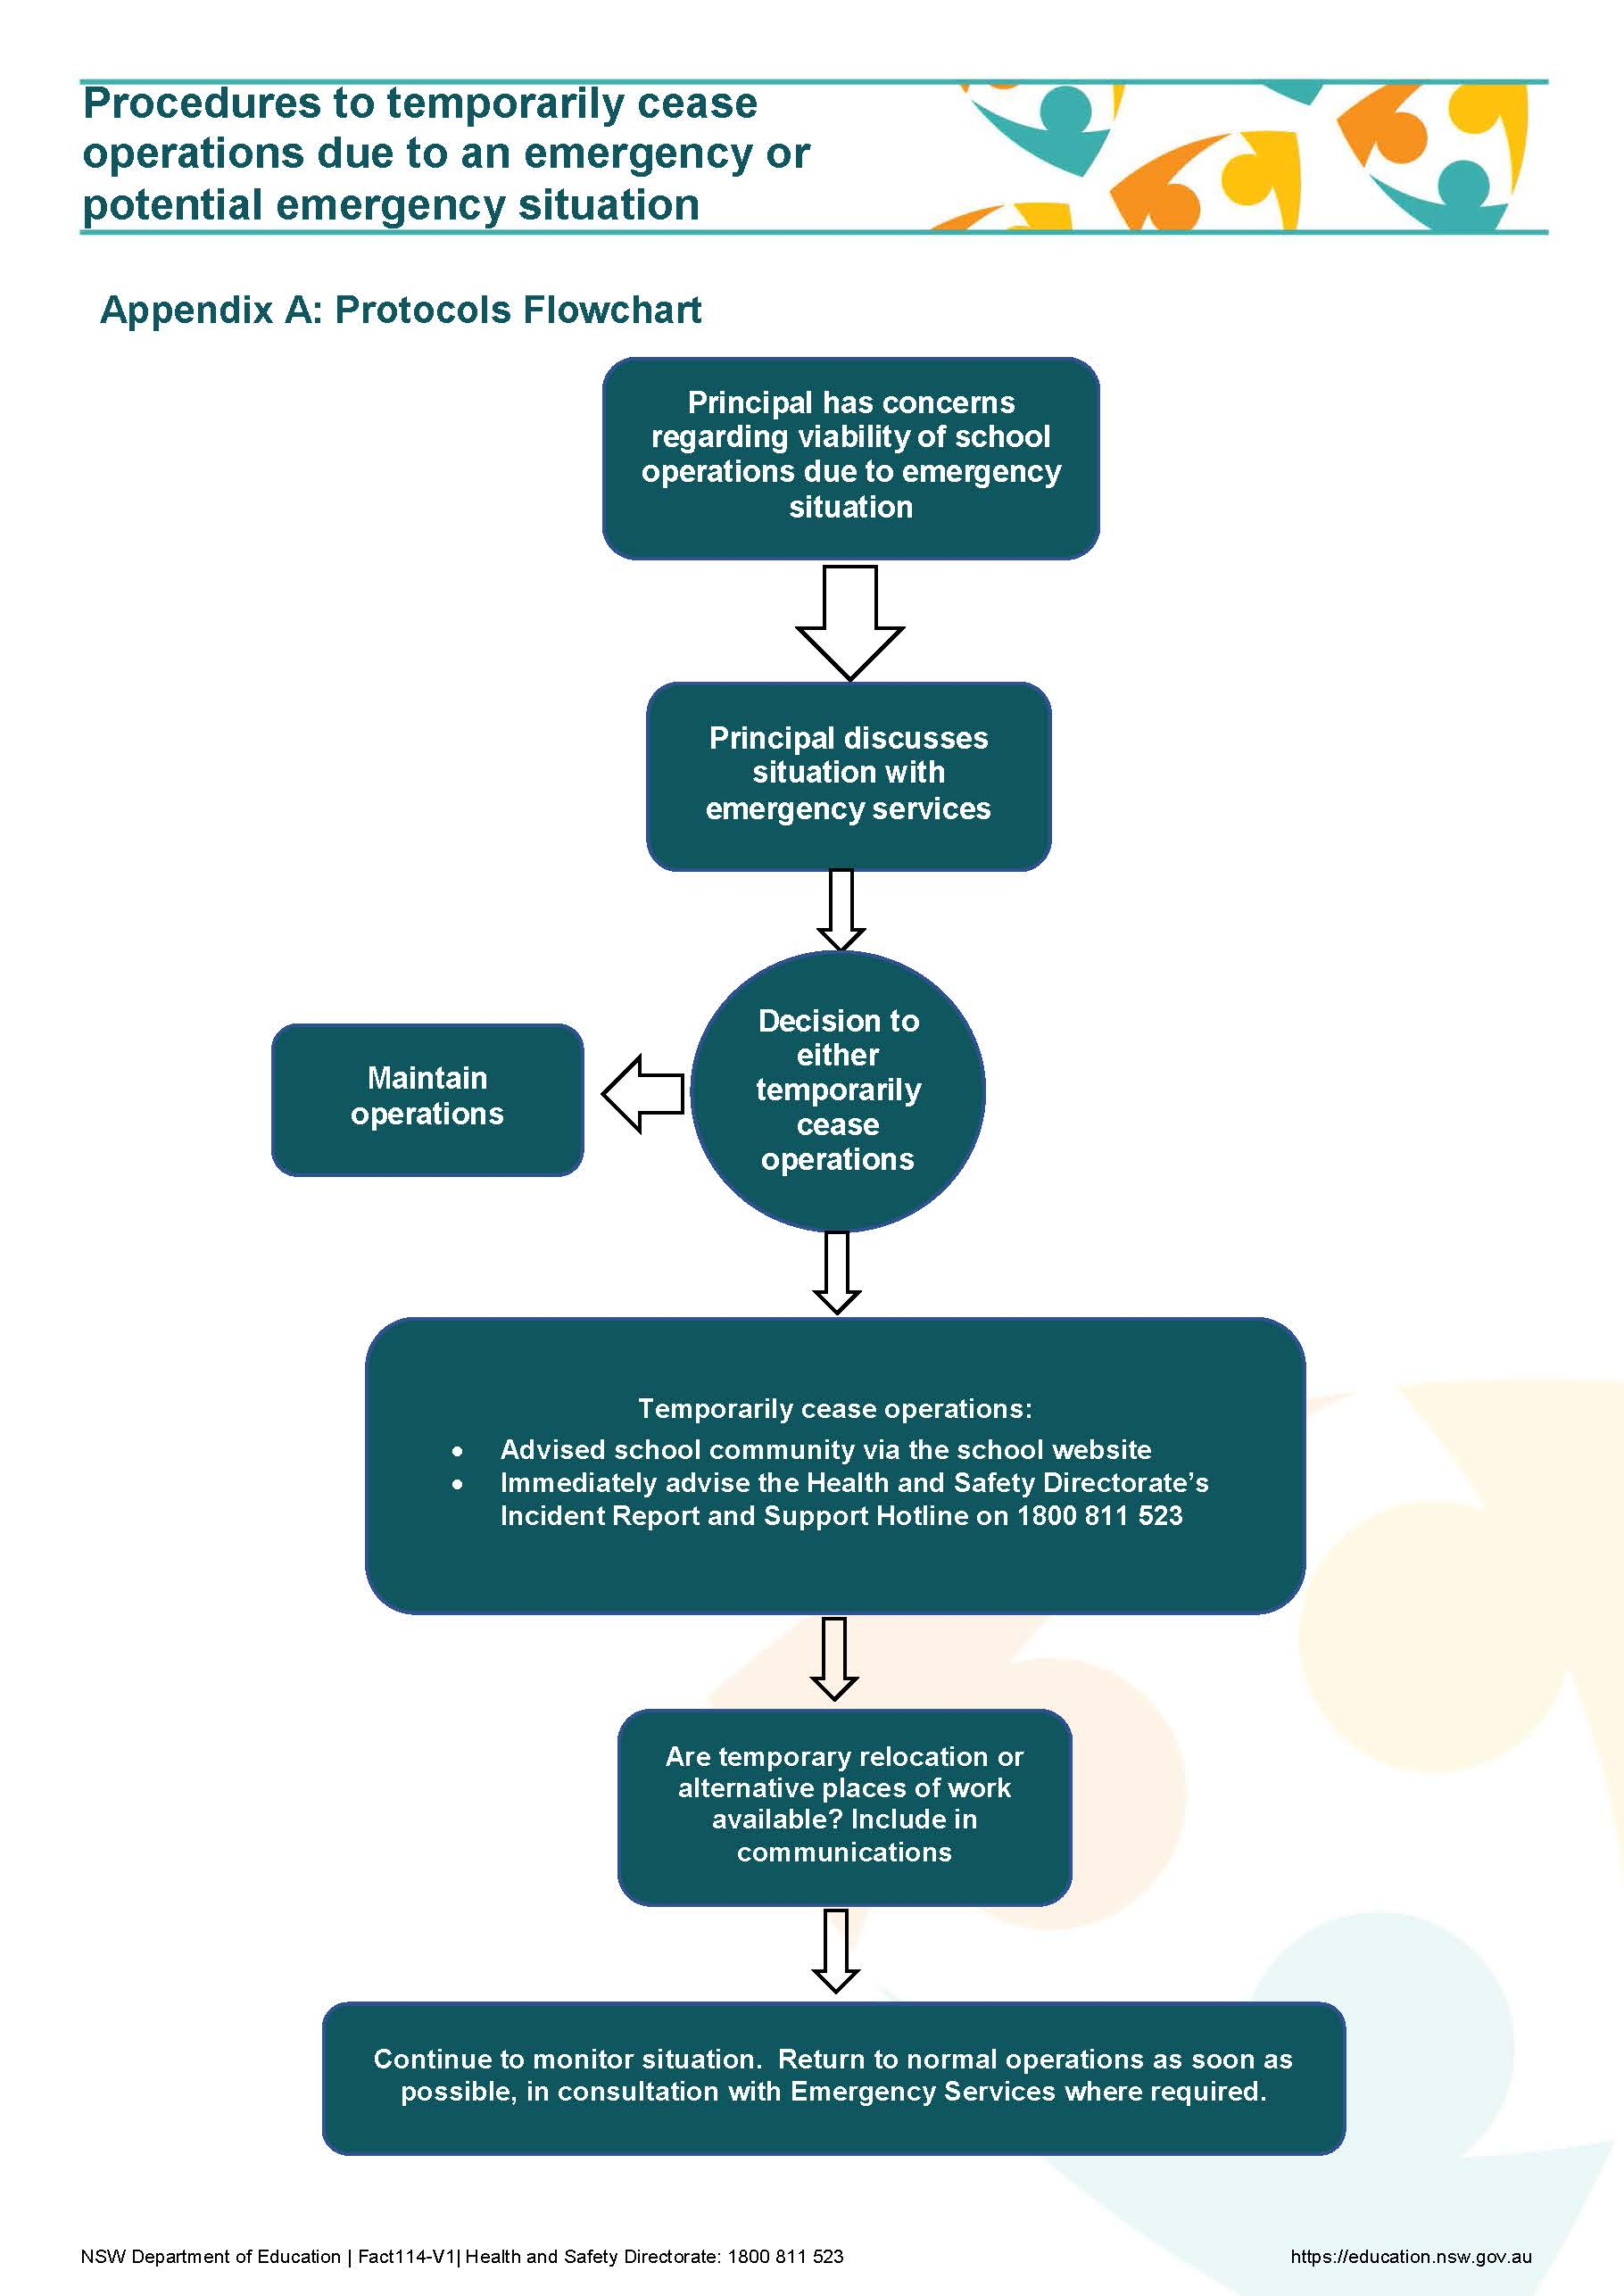 Procedures to temporarily cease
operations due to an emergency or
potential emergency situation
Appendix A: Protocols Flowchart
Principal has concerns
regarding viability of school
operations due to emergency
situation
Principal discusses
situation with
emergency services
Decision to
either
temporarily
cease
operations
Maintain
operations
Temporarily cease operations:
• Advised school community via the school website
• Immediately advise the Health and Safety Directorate’s
Incident Report and Support Hotline on 1800 811 523
Are temporary relocation or
alternative places of work
available? Include in
communications
Continue to monitor situation.  Return to normal operations as soon as
possible, in consultation with Emergency Services where required.
NSW Department of Education | Fact114-V1| Health and Safety Directorate: 1800 811 523
https://education.nsw.gov.au